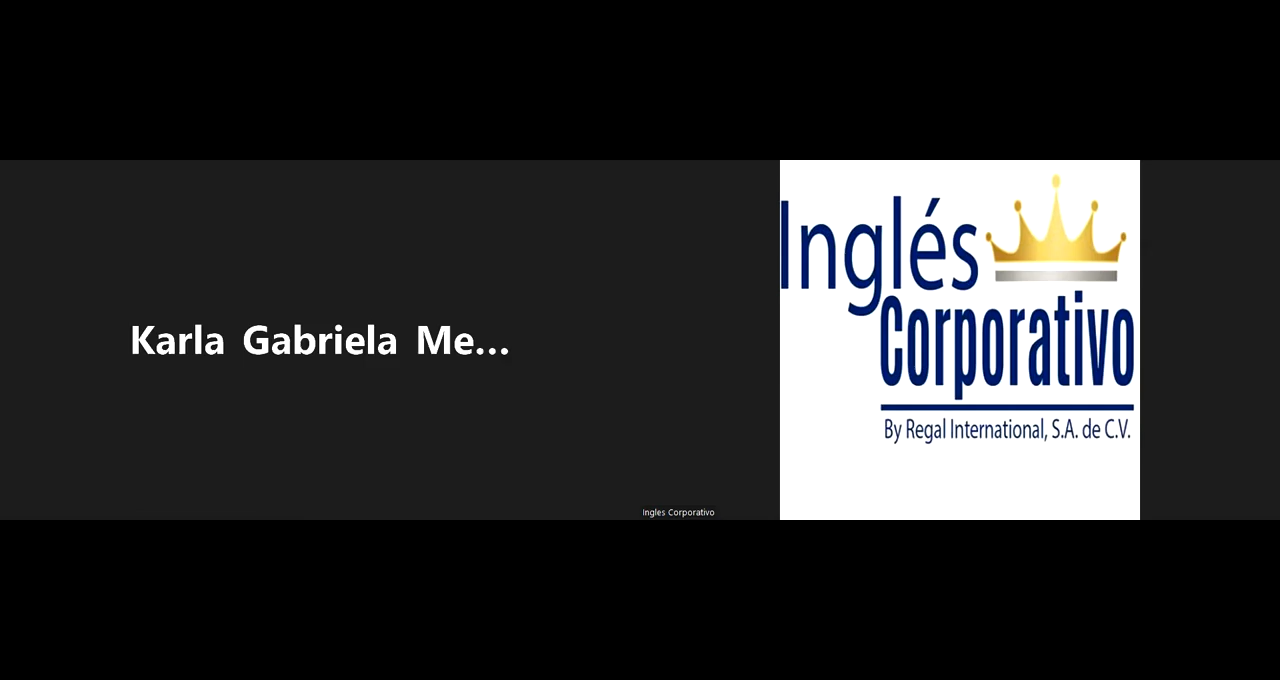 Karla Gabriela Me...
Inglés
Corporativo
By Regal International, S.A. de C.V.
Ingles Corporativo